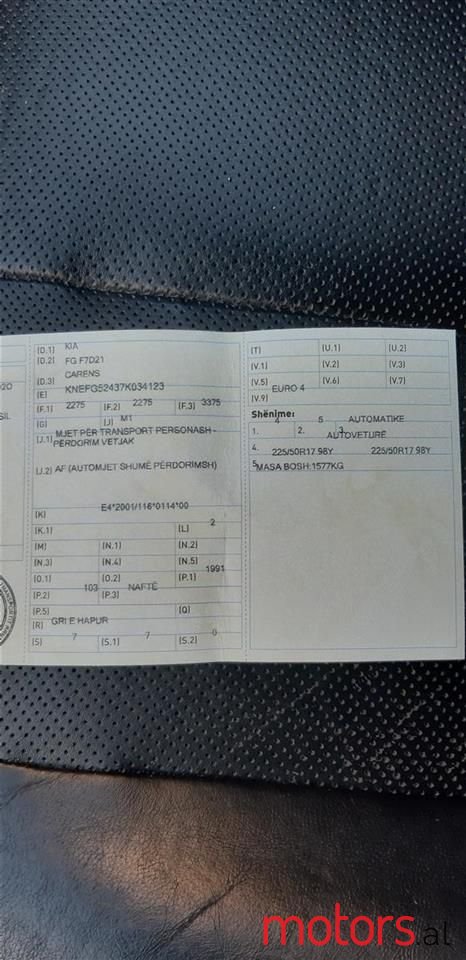 (D.1) KIA
(D.2) FG F7D21
(D.3) CARENS
(E) KNEFG52437K034123
(F.1) 2275 (F.2) 2275 (F.3) 3375
(G) (J) M1
(J.1) MJET PËR TRANSPORT PERSONASH - PËRDORIM VETJAK
(J.2) AF (AUTOMJET SHUMË PËRDORIMSH)
(K) E4*2001/116*0114*00
(K.1) (L) 2
(M) (N.1) (N.2)
(N.3) (N.4) (N.5)
(O.1) (O.2) (P.1) 1991
(P.2) 103 (P.3) NAFTË
(P.5) (Q)
(R) GRI E HAPUR
(S) 7 (S.1) 7 (S.2) 0
(T) (U.1) (U.2)
(V.1) (V.2) (V.3)
(V.5) (V.6) (V.7)
(V.9) EURO 4
Shënime:
1. 4 2. 5 3. AUTOMATIKE
AUTOVETURË
4. 225/50R17 98Y 225/50R17 98Y
5. MASA BOSH:1577KG
motors.al